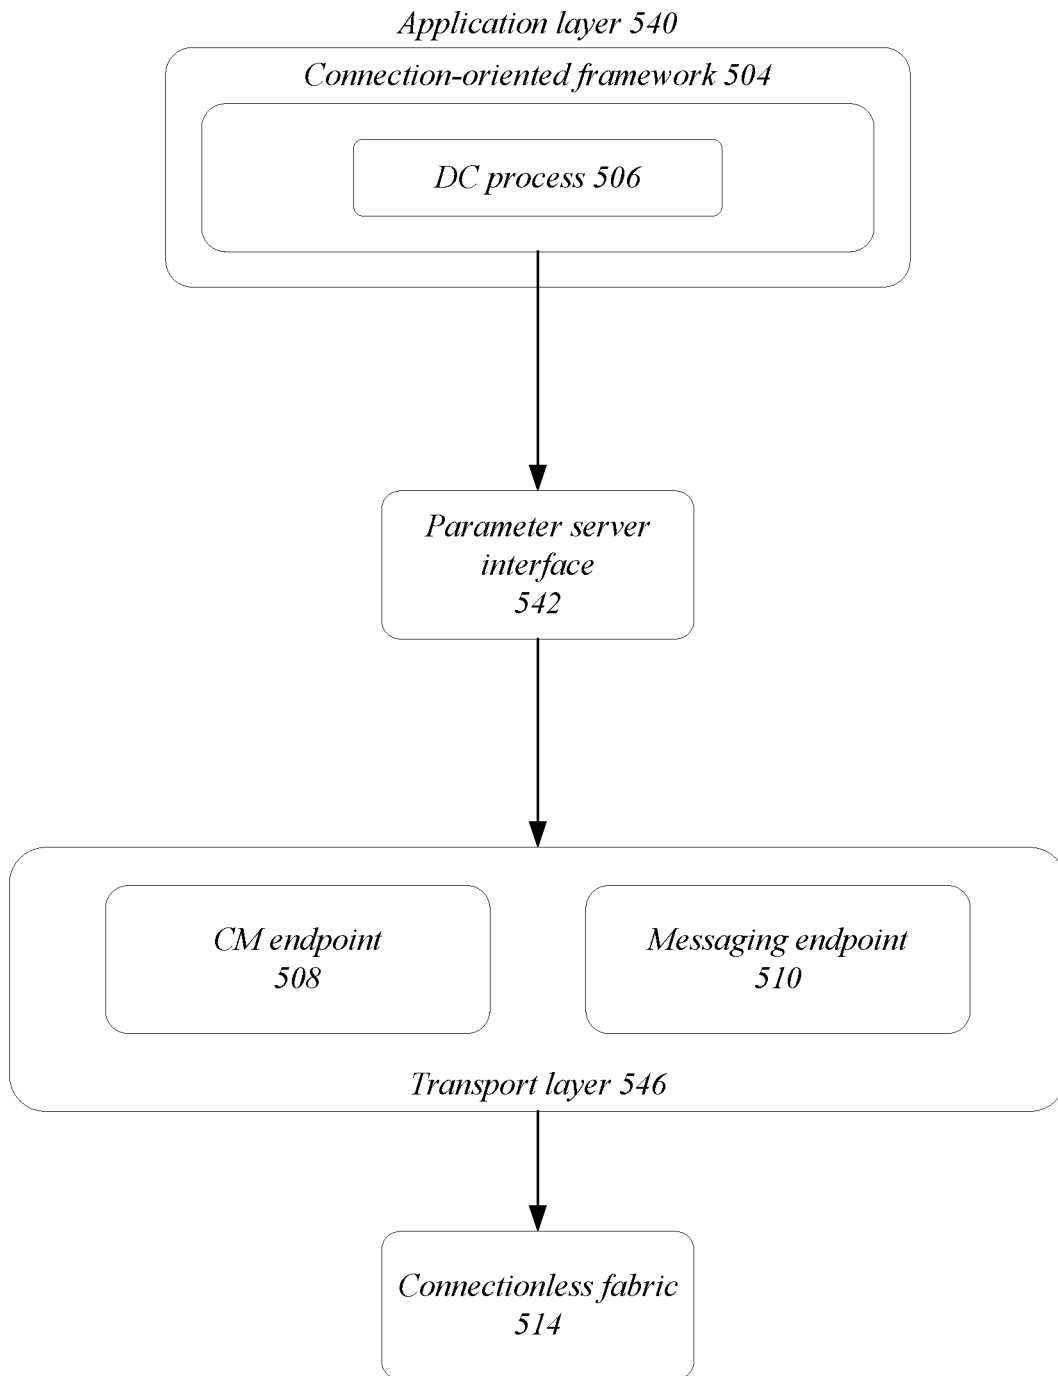 Application layer 540
Connection-oriented framework 504
DC process 506
Parameter server
interface
542
CM endpoint
508
Messaging endpoint
510
Transport layer 546
Connectionless fabric
514